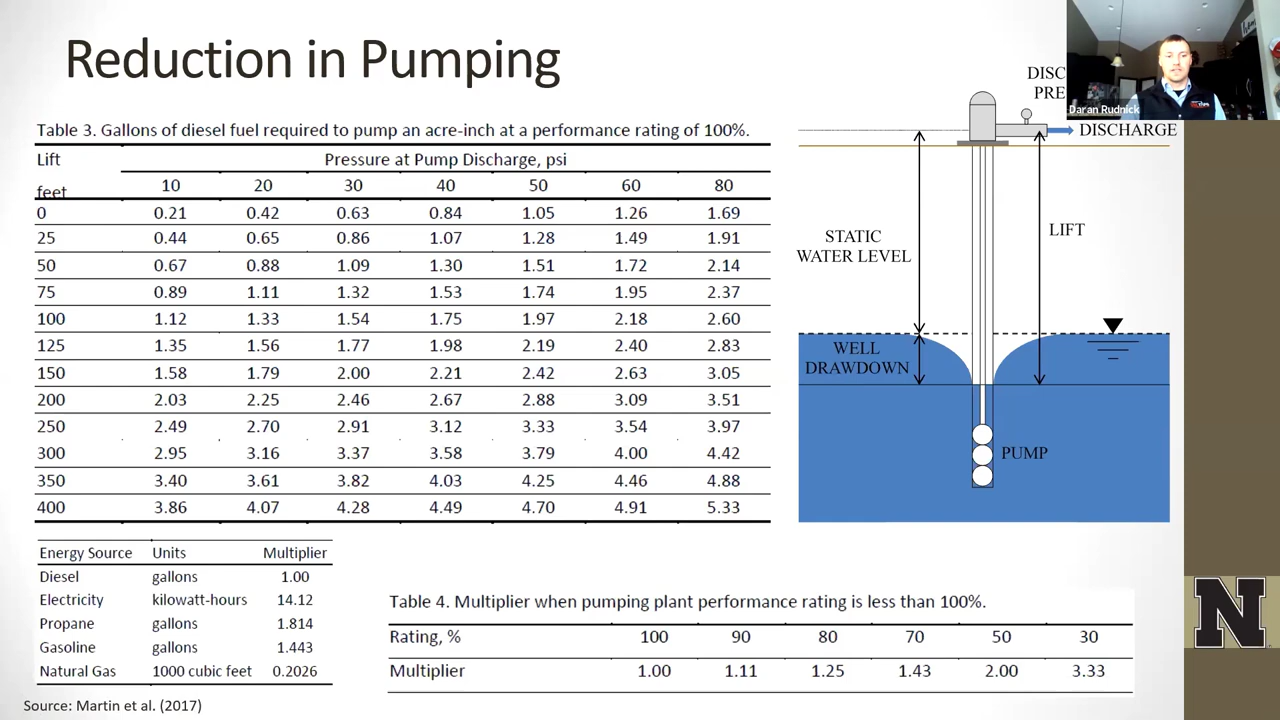 Reduction in Pumping
Table 3. Gallons of diesel fuel required to pump an acre-inch at a performance rating of 100%.
Lift Pressure at Pump Discharge, psi
feet 10 20 30 40 50 60 80
0 0.21 0.42 0.63 0.84 1.05 1.26 1.69
25 0.44 0.65 0.86 1.07 1.28 1.49 1.91
50 0.67 0.88 1.09 1.30 1.51 1.72 2.14
75 0.89 1.11 1.32 1.53 1.74 1.95 2.37
100 1.12 1.33 1.54 1.75 1.97 2.18 2.60
125 1.35 1.56 1.77 1.98 2.19 2.40 2.83
150 1.58 1.79 2.00 2.21 2.42 2.63 3.05
200 2.03 2.25 2.46 2.67 2.88 3.09 3.51
250 2.49 2.70 2.91 3.12 3.33 3.54 3.97
300 2.95 3.16 3.37 3.58 3.79 4.00 4.42
350 3.40 3.61 3.82 4.03 4.25 4.46 4.88
400 3.86 4.07 4.28 4.49 4.70 4.91 5.33
DISC
PRE
Daran Rudnick
DISCHARGE
STATIC
WATER LEVEL
LIFT
WELL
DRAWDOWN
PUMP
Energy Source Units Multiplier
Diesel gallons 1.00
Electricity kilowatt-hours 14.12
Propane gallons 1.814
Gasoline gallons 1.443
Natural Gas 1000 cubic feet 0.2026
Table 4. Multiplier when pumping plant performance rating is less than 100%.
Rating, % 100 90 80 70 50 30
Multiplier 1.00 1.11 1.25 1.43 2.00 3.33
N
Source: Martin et al. (2017)